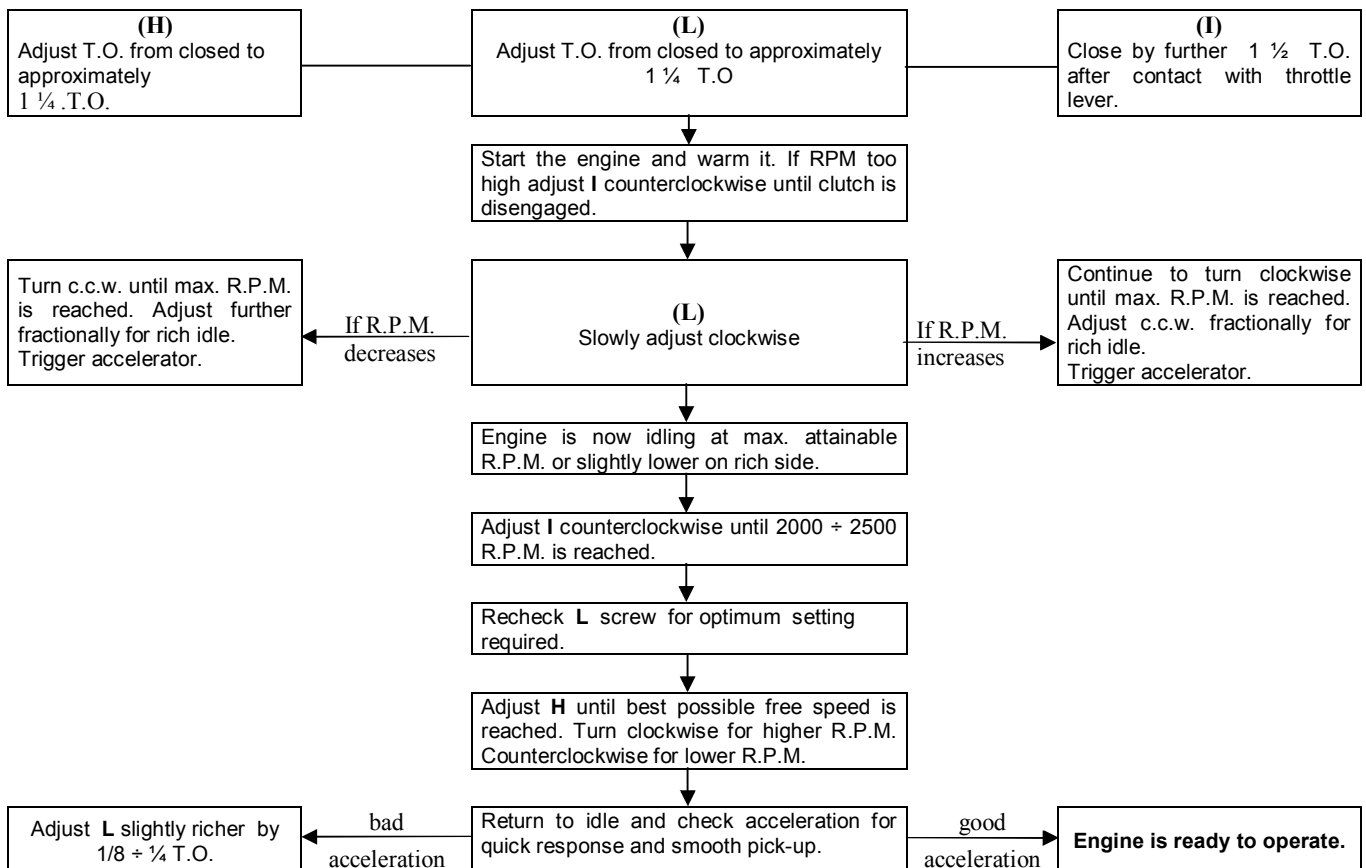 (H)
Adjust T.O. from closed to
approximately
1 ¼ .T.O.
(L)
Adjust T.O. from closed to approximately
1 ¼ T.O
(I)
Close by further 1 ½ T.O.
after contact with throttle
lever.
Start the engine and warm it. If RPM too
high adjust I counterclockwise until clutch is
disengaged.
Turn c.c.w. until max. R.P.M.
is reached. Adjust further
fractionally for rich idle.
Trigger accelerator.
If R.P.M.
decreases
(L)
Slowly adjust clockwise
If R.P.M.
increases
Continue to turn clockwise
until max. R.P.M. is reached.
Adjust c.c.w. fractionally for
rich idle.
Trigger accelerator.
Engine is now idling at max. attainable
R.P.M. or slightly lower on rich side.
Adjust I counterclockwise until 2000 ÷ 2500
R.P.M. is reached.
Recheck L screw for optimum setting
required.
Adjust H until best possible free speed is
reached. Turn clockwise for higher R.P.M.
Counterclockwise for lower R.P.M.
Adjust L slightly richer by
1/8 ÷ ¼ T.O.
bad
acceleration
Return to idle and check acceleration for
quick response and smooth pick-up.
good
acceleration
Engine is ready to operate.